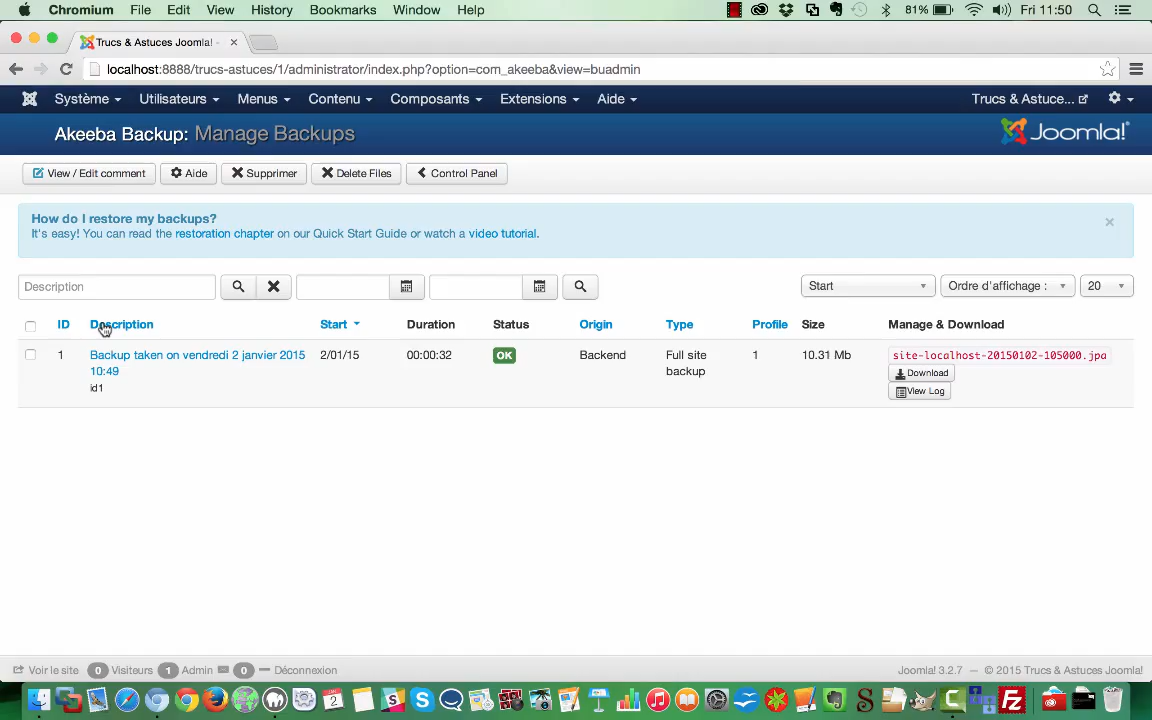 Chromium File Edit View History Bookmarks Window Help 81% Fri 11:50
Trucs & Astuces Joomla! -
localhost:8888/trucs-astuces/1/administrator/index.php?option=com_akeeba&view=buadmin
Système Utilisateurs Menus Contenu Composants Extensions Aide Trucs & Astuce...
Akeeba Backup: Manage Backups Joomla!®
View / Edit comment Aide Supprimer Delete Files Control Panel
How do I restore my backups?
It's easy! You can read the restoration chapter on our Quick Start Guide or watch a video tutorial.
Description Start Ordre d'affichage : 20
ID Description Start Duration Status Origin Type Profile Size Manage & Download
1 Backup taken on vendredi 2 janvier 2015 2/01/15 00:00:32 OK Backend Full site 1 10.31 Mb site-localhost-20150102-105000.jpa
10:49 backup Download
id1 View Log
Voir le site 0 Visiteurs 1 Admin 0 Déconnexion Joomla! 3.2.7 — © 2015 Trucs & Astuces Joomla!